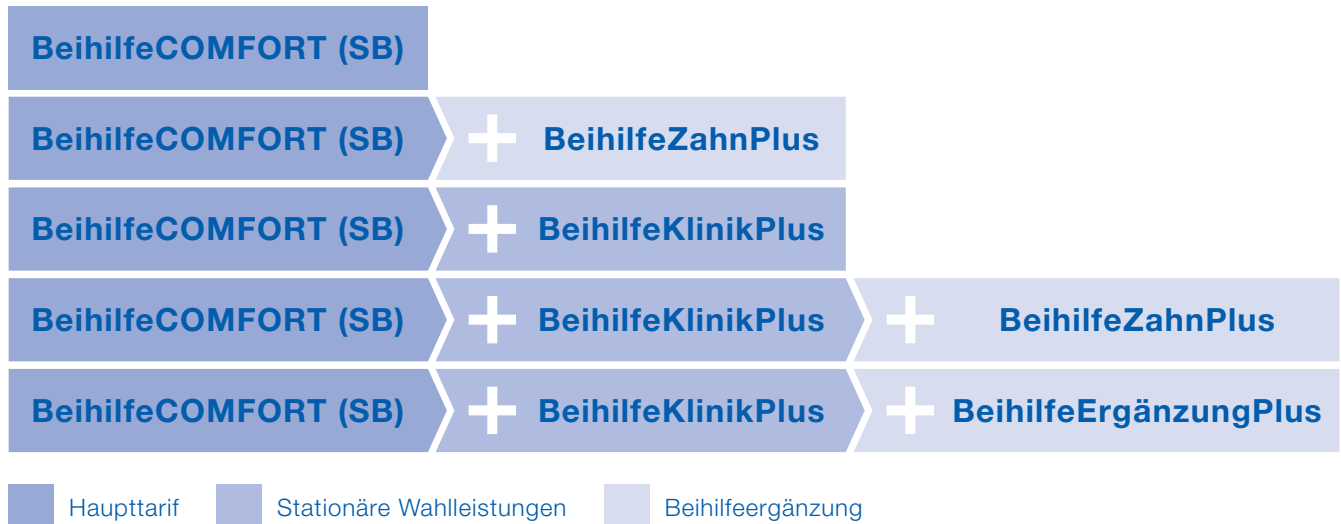 BeihilfeCOMFORT (SB)
BeihilfeCOMFORT (SB) + BeihilfeZahnPlus
BeihilfeCOMFORT (SB) + BeihilfeKlinikPlus
BeihilfeCOMFORT (SB) + BeihilfeKlinikPlus + BeihilfeZahnPlus
BeihilfeCOMFORT (SB) + BeihilfeKlinikPlus + BeihilfeErgänzungPlus
Haupttarif Stationäre Wahlleistungen Beihilfeergänzung